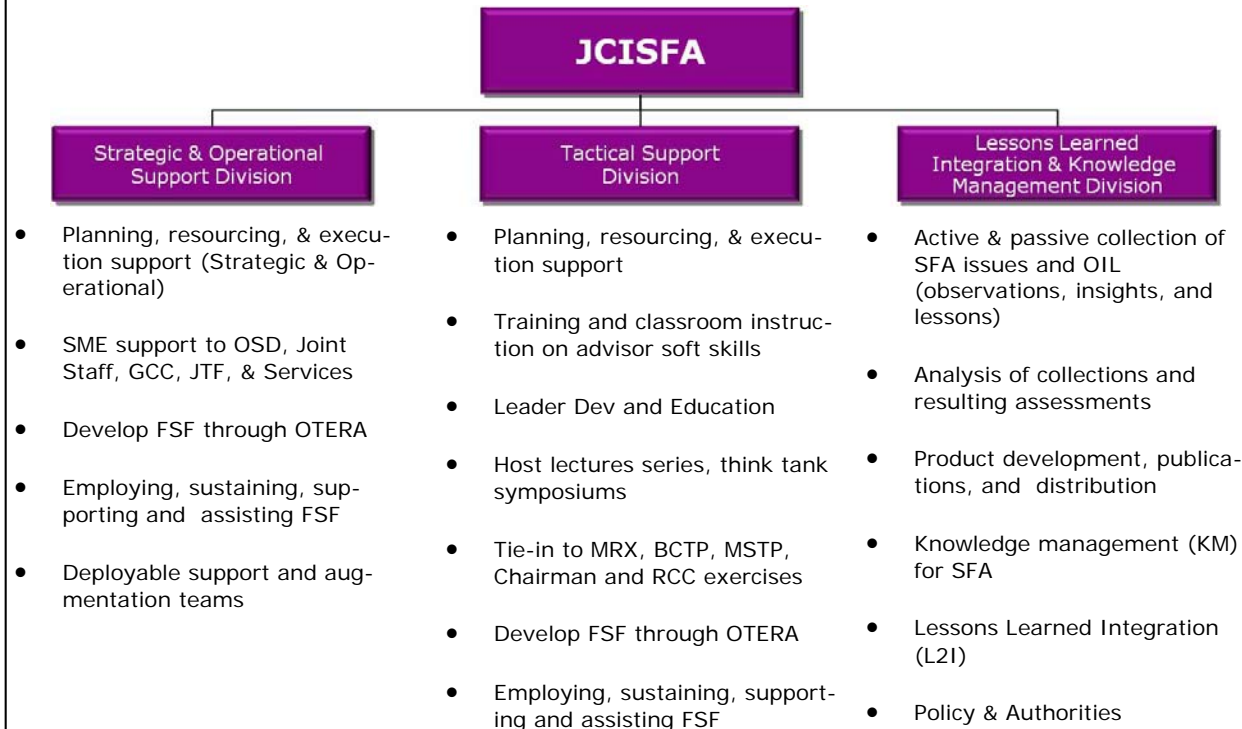 JCISFA
Strategic & Operational
Support Division
• Planning, resourcing, & execu-
tion support (Strategic & Op-
erational)
• SME support to OSD, Joint
Staff, GCC, JTF, & Services
• Develop FSF through OTERA
• Employing, sustaining, sup-
porting and assisting FSF
• Deployable support and aug-
mentation teams
Tactical Support
Division
• Planning, resourcing, & execu-
tion support
• Training and classroom instruc-
tion on advisor soft skills
• Leader Dev and Education
• Host lectures series, think tank
symposiums
• Tie-in to MRX, BCTP, MSTP,
Chairman and RCC exercises
• Develop FSF through OTERA
• Employing, sustaining, support-
ing and assisting FSF
Lessons Learned
Integration & Knowledge
Management Division
• Active & passive collection of
SFA issues and OIL
(observations, insights, and
lessons)
• Analysis of collections and
resulting assessments
• Product development, publica-
tions, and distribution
• Knowledge management (KM)
for SFA
• Lessons Learned Integration
(L2I)
• Policy & Authorities